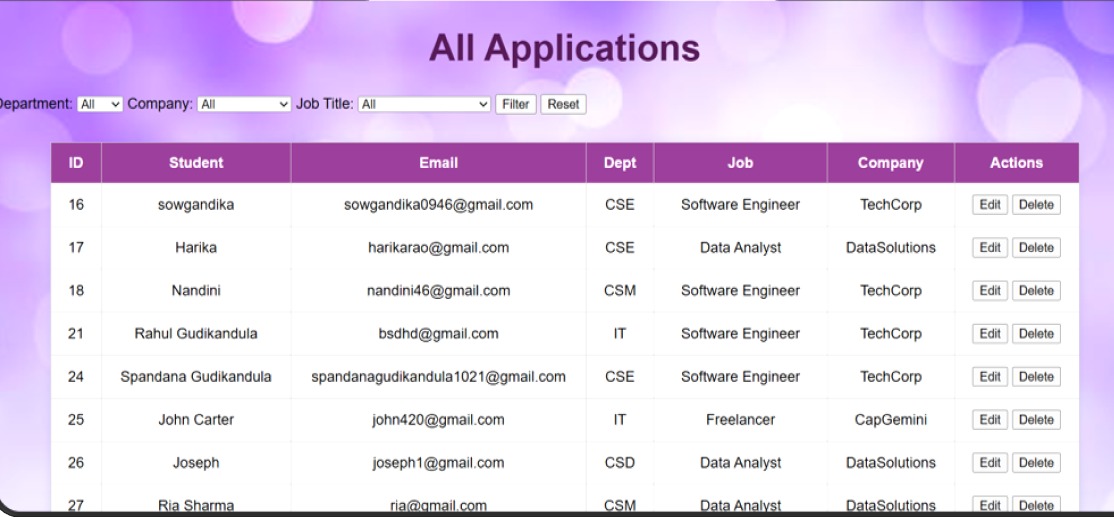 All Applications
Department: All Company: All Job Title: All Filter Reset
ID Student Email Dept Job Company Actions
16 sowgandika sowgandika0946@gmail.com CSE Software Engineer TechCorp Edit Delete
17 Harika harikarao@gmail.com CSE Data Analyst DataSolutions Edit Delete
18 Nandini nandini46@gmail.com CSM Software Engineer TechCorp Edit Delete
21 Rahul Gudikandula bsdhd@gmail.com IT Software Engineer TechCorp Edit Delete
24 Spandana Gudikandula spandanagudikandula1021@gmail.com CSE Software Engineer TechCorp Edit Delete
25 John Carter john420@gmail.com IT Freelancer CapGemini Edit Delete
26 Joseph joseph1@gmail.com CSD Data Analyst DataSolutions Edit Delete
27 Ria Sharma ria@gmail.com CSM Data Analyst DataSolutions Edit Delete